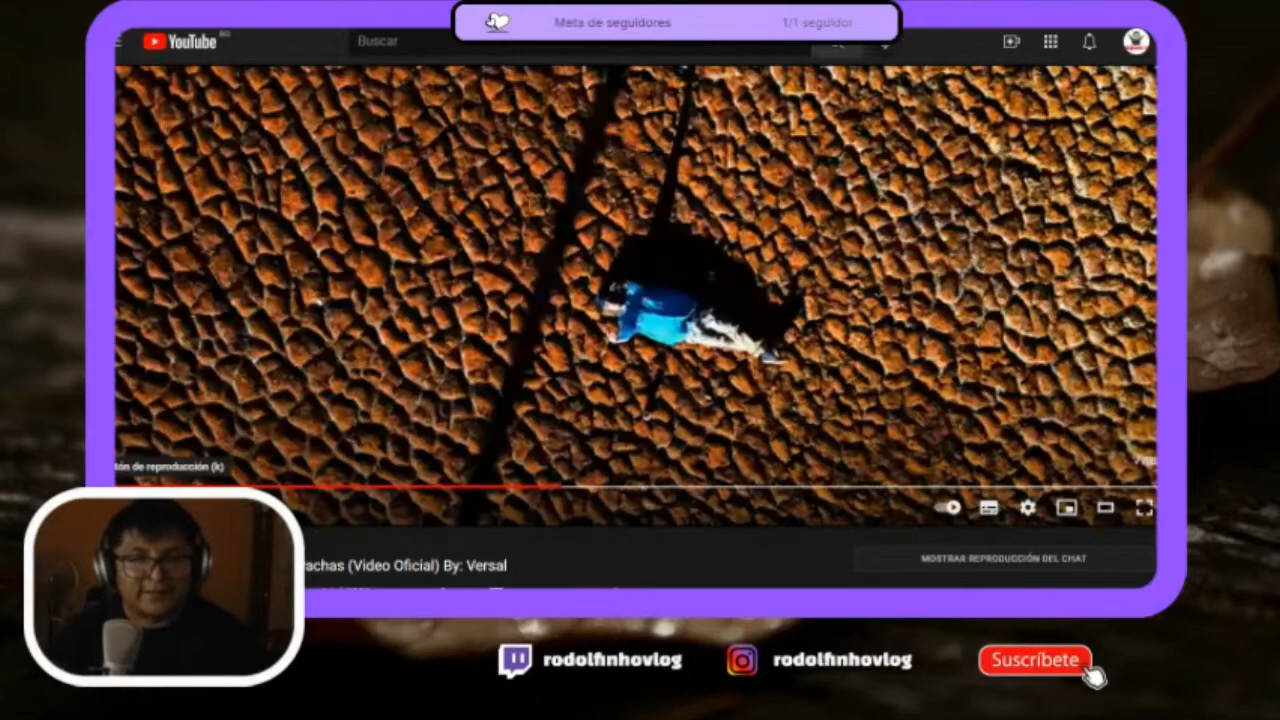 Meta de seguidores 1/1 seguidor
YouTube
Buscar
tón de reproducción (k)
achas (Video Oficial) By: Versal
MOSTRAR REPRODUCCIÓN DEL CHAT
rodolfinhovlog
rodolfinhovlog
Suscríbete